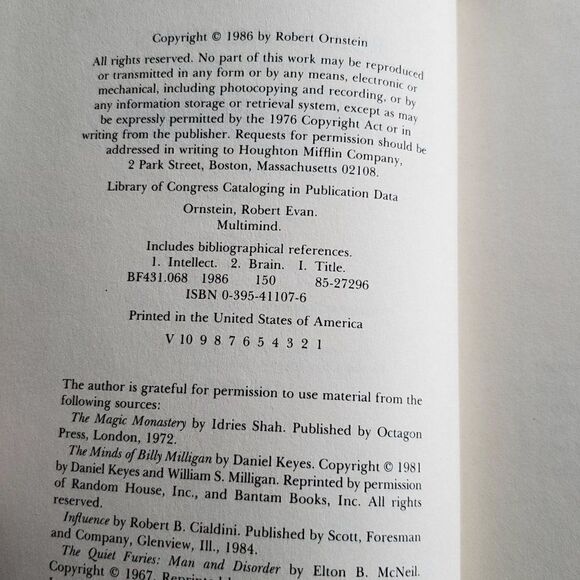 Copyright © 1986 by Robert Ornstein
All rights reserved. No part of this work may be reproduced
or transmitted in any form or by any means, electronic or
mechanical, including photocopying and recording, or by
any information storage or retrieval system, except as may
be expressly permitted by the 1976 Copyright Act or in
writing from the publisher. Requests for permission should be
addressed in writing to Houghton Mifflin Company,
2 Park Street, Boston, Massachusetts 02108.
Library of Congress Cataloging in Publication Data
Ornstein, Robert Evan.
Multimind.
Includes bibliographical references.
1. Intellect. 2. Brain. I. Title.
BF431.068 1986 150 85-27296
ISBN 0-395-41107-6
Printed in the United States of America
V 10 9 8 7 6 5 4 3 2 1
The author is grateful for permission to use material from the
following sources:
The Magic Monastery by Idries Shah. Published by Octagon
Press, London, 1972.
The Minds of Billy Milligan by Daniel Keyes. Copyright © 1981
by Daniel Keyes and William S. Milligan. Reprinted by permission
of Random House, Inc., and Bantam Books, Inc. All rights
reserved.
Influence by Robert B. Cialdini. Published by Scott, Foresman
and Company, Glenview, Ill., 1984.
The Quiet Furies: Man and Disorder by Elton B. McNeil.
Copyright © 1967. Reprinted